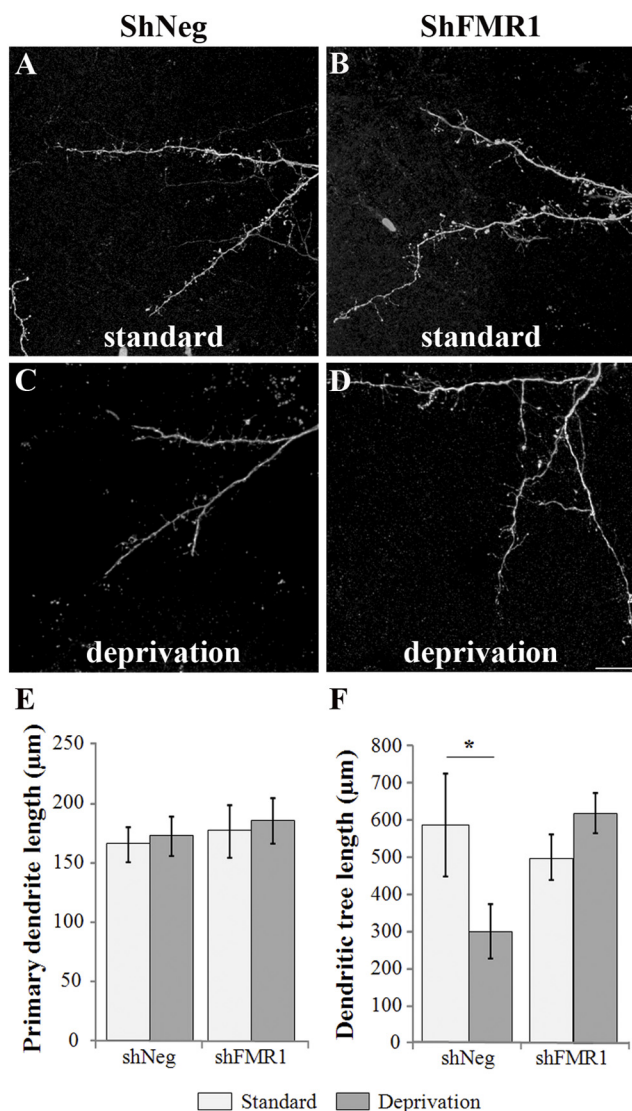 ShNeg ShFMR1
A B
standard standard
C D
deprivation deprivation
E F
Primary dendrite length (µm)
250
200
150
100
50
0
shNeg shFMR1
Dendritic tree length (µm)
800
700
600
500
400
300
200
100
0
*
shNeg shFMR1
Standard Deprivation